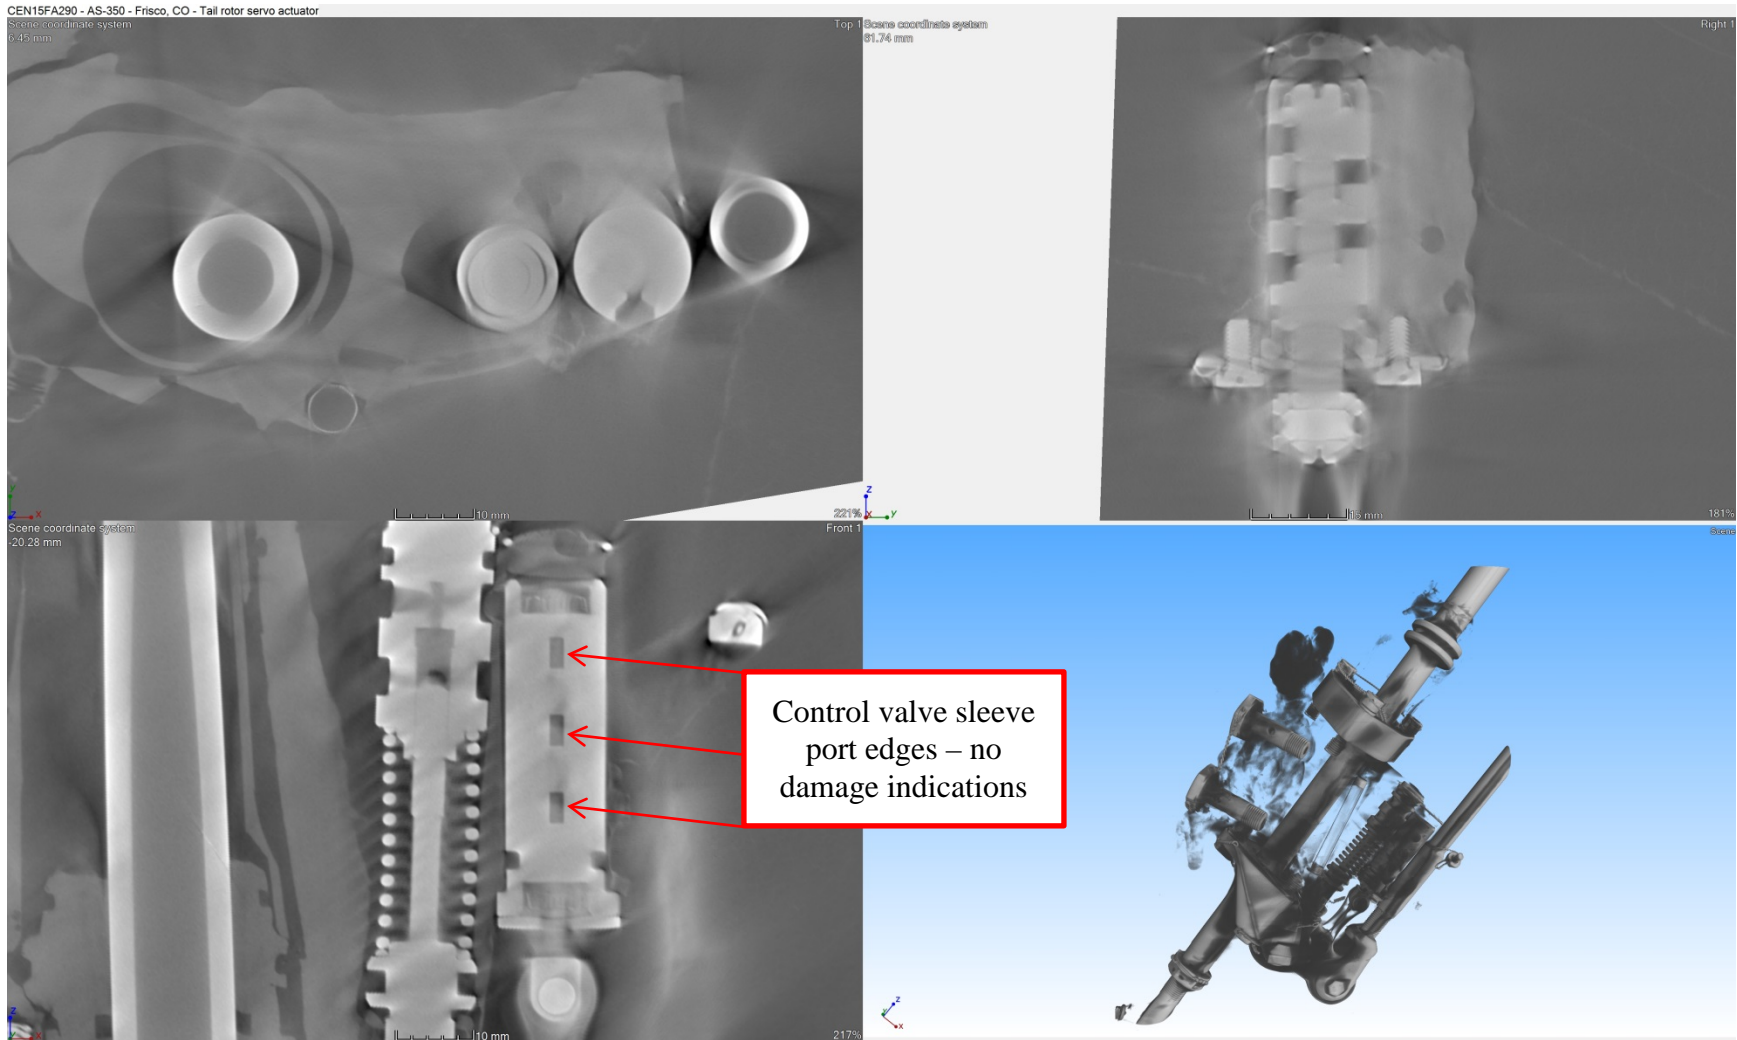 CEN15FA290 - AS-350 - Frisco, CO - Tail rotor servo actuator
Scene coordinate system
6.45 mm
Top 1
y
z
x
10 mm
221%
Scene coordinate system
61.74 mm
Right 1
z
x
y
15 mm
181%
Scene coordinate system
-20.28 mm
Front 1
z
x
10 mm
217%
Control valve sleeve
port edges – no
damage indications
Scene
z
x